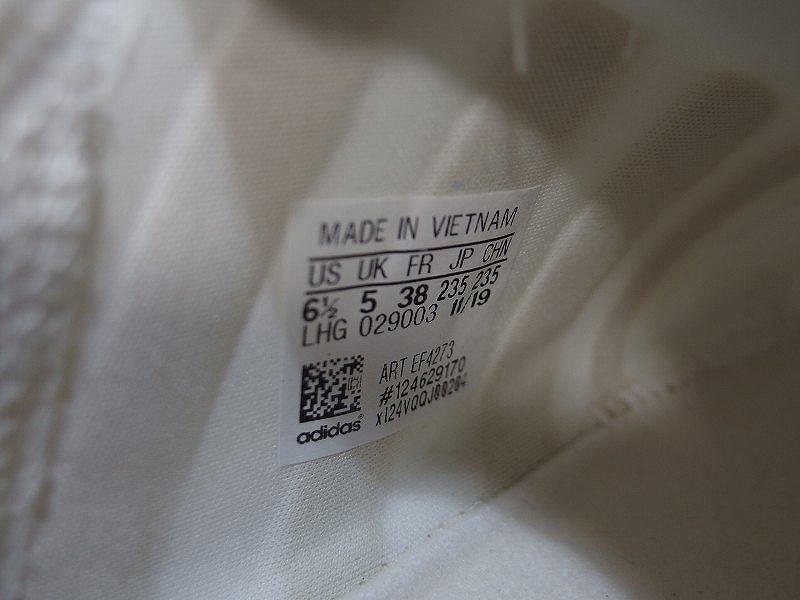 MADE IN VIETNAM
US UK FR JP CHN
6½ 5 38 235 235
LHG 029003 11/19
ART EF4273
#124629170
adidas®